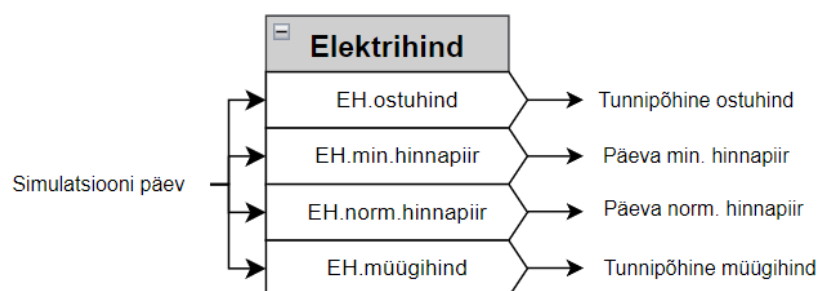 Elektrihind
EH.ostuhind
Tunnipõhine ostuhind
EH.min.hinnapiir
Päeva min. hinnapiir
Simulatsiooni päev
EH.norm.hinnapiir
Päeva norm. hinnapiir
EH.müügihind
Tunnipõhine müügihind